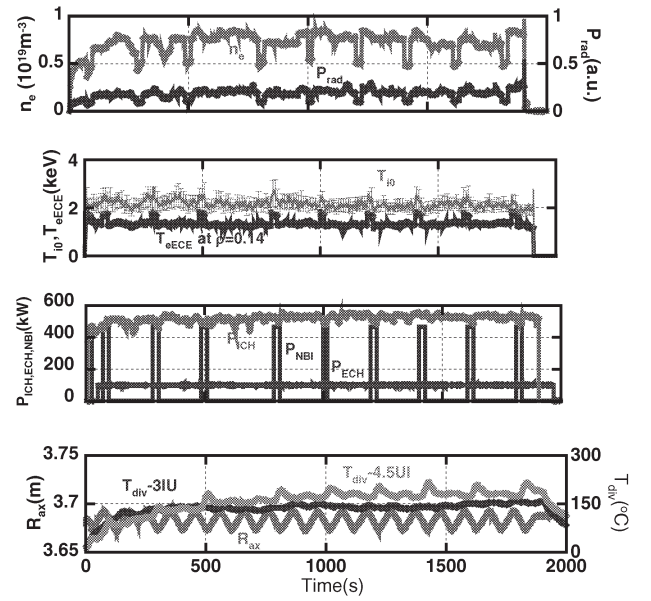 1
1
n_e (10^19 m^-3)
0.5
0.5
P_rad(a.u.)
n_e
P_rad
0
0
4
T_i0,T_eECE(keV)
T_i0
2
T_eECE at ρ=0.14
0
600
P_ICH,ECH,NBI(kW)
400
P_ICH
P_NBI
P_ECH
200
0
3.75
300
R_ax(m)
T_div-3IU
T_div-4.5UI
T_div(°C)
3.7
150
R_ax
3.65
0
0
500
1000
1500
2000
Time(s)